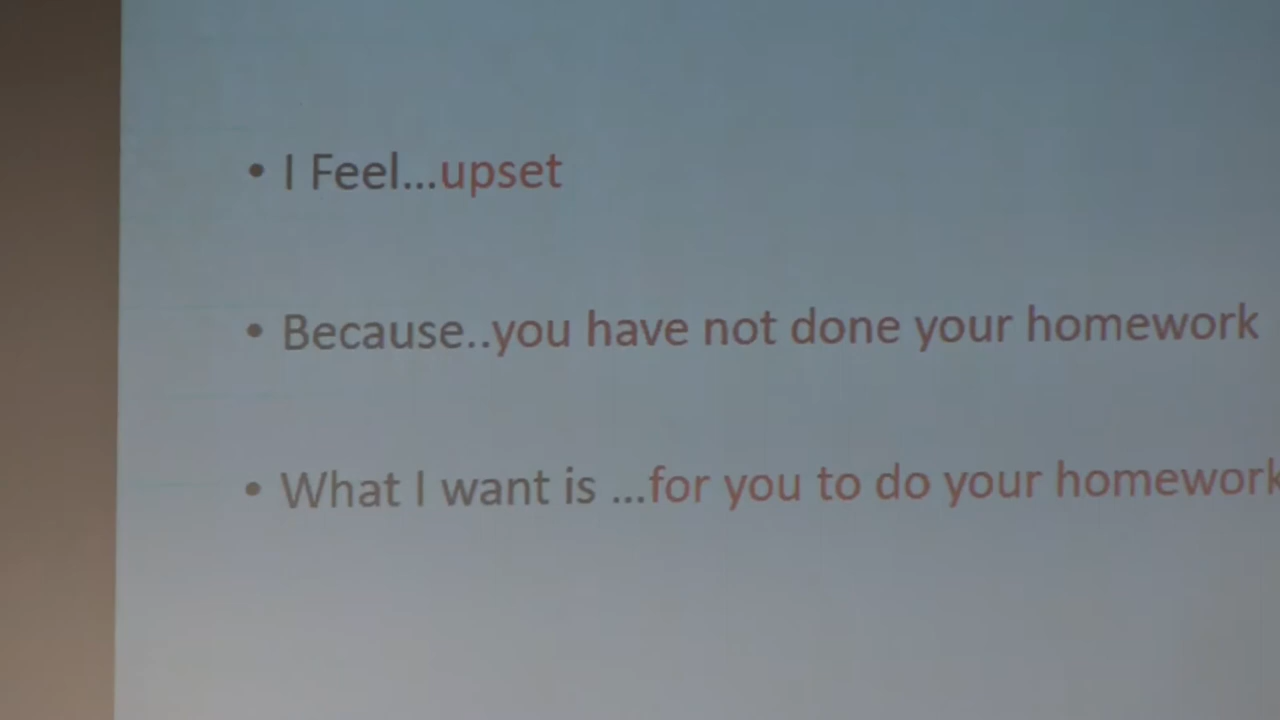 • I Feel...upset
• Because..you have not done your homework
• What I want is ...for you to do your homework